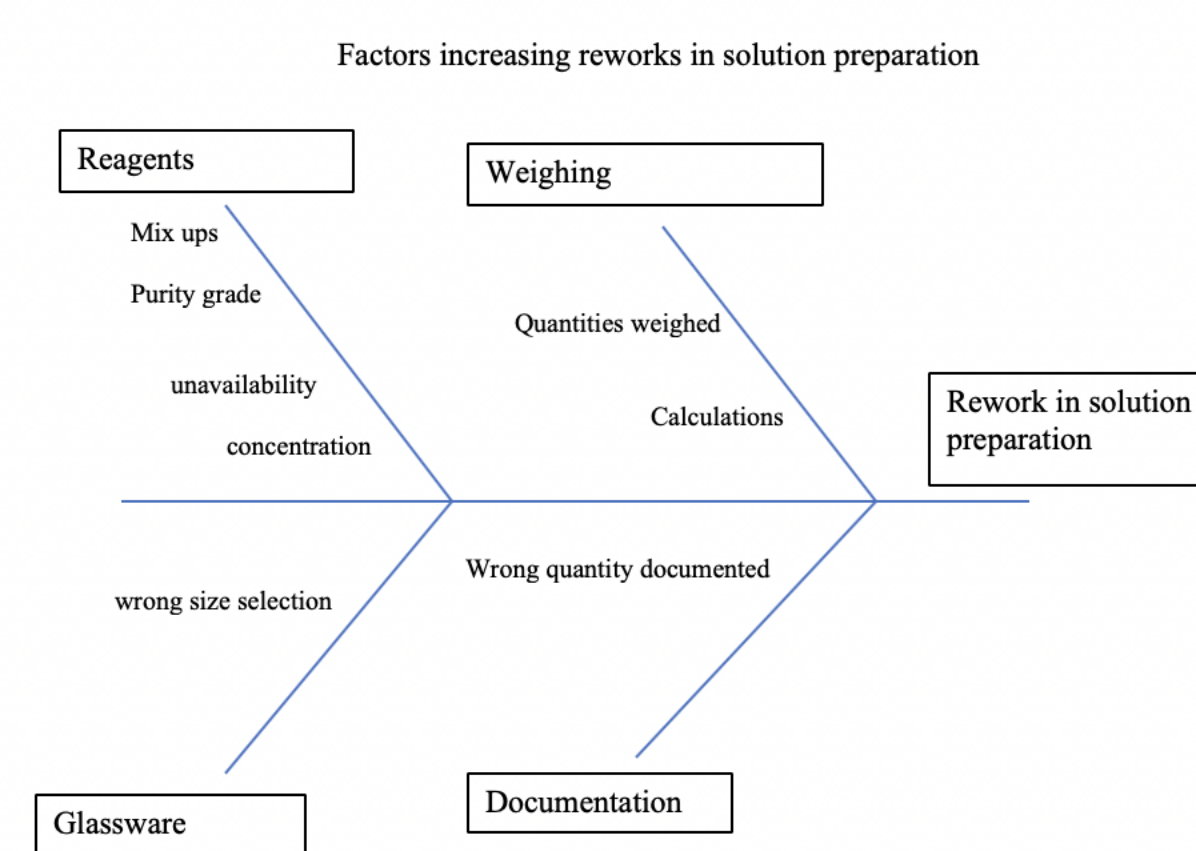 Factors increasing reworks in solution preparation
Reagents
Weighing
Mix ups
Purity grade
Quantities weighed
unavailability
Calculations
concentration
Rework in solution
preparation
Wrong quantity documented
wrong size selection
Documentation
Glassware